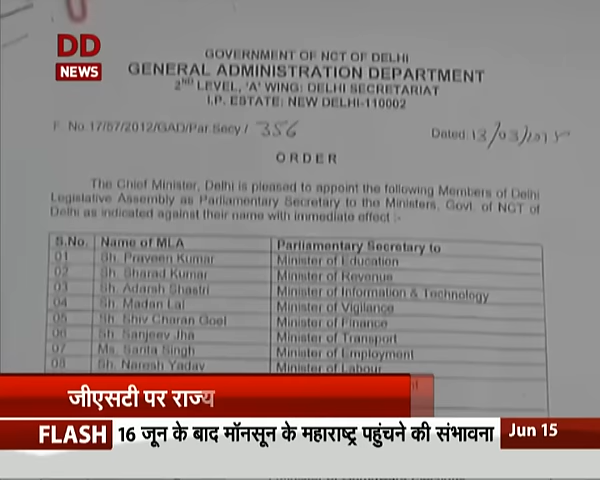 DD
NEWS
GOVERNMENT OF NCT OF DELHI
GENERAL ADMINISTRATION DEPARTMENT
2ND LEVEL, 'A' WING: DELHI SECRETARIAT
I.P. ESTATE: NEW DELHI-110002
F. No.17/57/2012/GAD/Par.Secy / 356 Dated: 13/03/2015
ORDER
The Chief Minister, Delhi is pleased to appoint the following Members of Delhi
Legislative Assembly as Parliamentary Secretary to the Ministers, Govt. of NCT of
Delhi as indicated against their name with immediate effect :-
S.No. Name of MLA Parliamentary Secretary to
01 Sh. Praveen Kumar Minister of Education
02 Sh. Sharad Kumar Minister of Revenue
03 Sh. Adarsh Shastri Minister of Information & Technology
04 Sh. Madan Lal Minister of Vigilance
05 Sh. Shiv Charan Goel Minister of Finance
06 Sh. Sanjeev Jha Minister of Transport
07 Ms. Sarita Singh Minister of Employment
08 Sh. Naresh Yadav Minister of Labour
जीएसटी पर राज्य
FLASH 16 जून के बाद मॉनसून के महाराष्ट्र पहुंचने की संभावना Jun 15